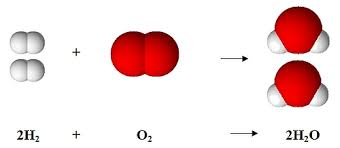 + →
2H₂ + O₂ → 2H₂O